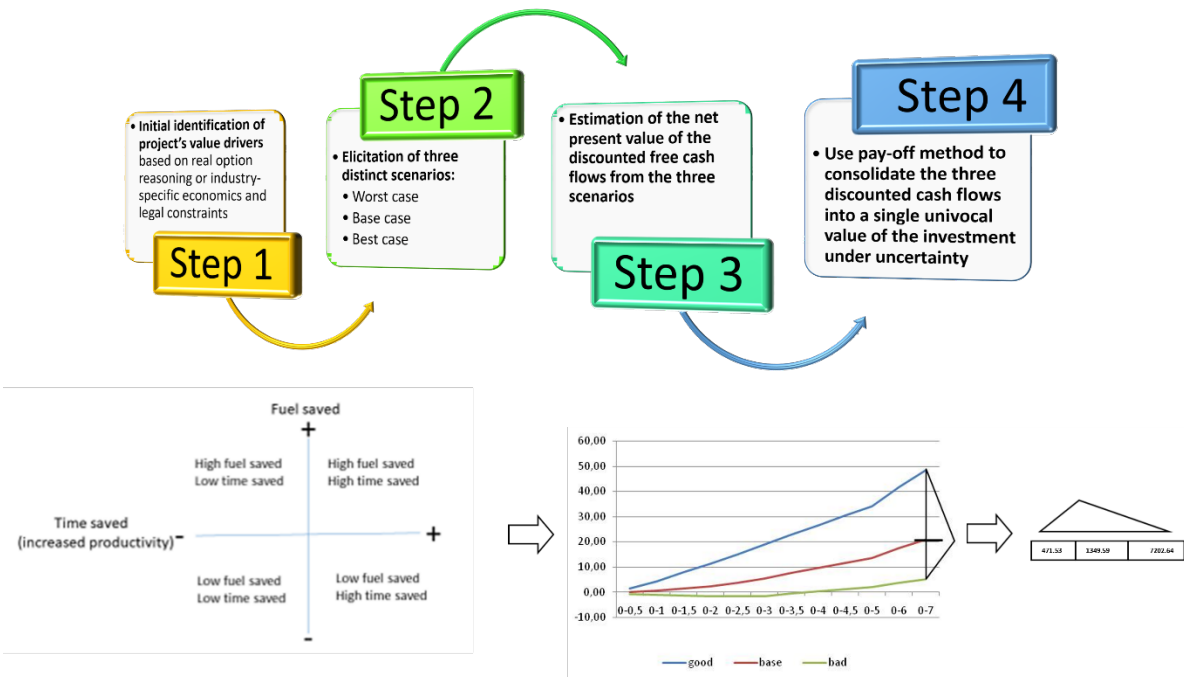 Step 1
• Initial identification of
project's value drivers
based on real option
reasoning or industry-
specific economics and
legal constraints
Step 2
• Elicitation of three
distinct scenarios:
• Worst case
• Base case
• Best case
Step 3
• Estimation of the net
present value of the
discounted free cash
flows from the three
scenarios
Step 4
• Use pay-off method to
consolidate the three
discounted cash flows
into a single univocal
value of the investment
under uncertainty
Fuel saved
+
High fuel saved
Low time saved
High fuel saved
High time saved
Time saved
(increased productivity)
-
+
Low fuel saved
Low time saved
Low fuel saved
High time saved
-
60,00
50,00
40,00
30,00
20,00
10,00
0,00
-10,00
0-0,5 0-1 0-1,5 0-2 0-2,5 0-3 0-3,5 0-4 0-4,5 0-5 0-6 0-7
good base bad
471.53 1349.59 7202.64